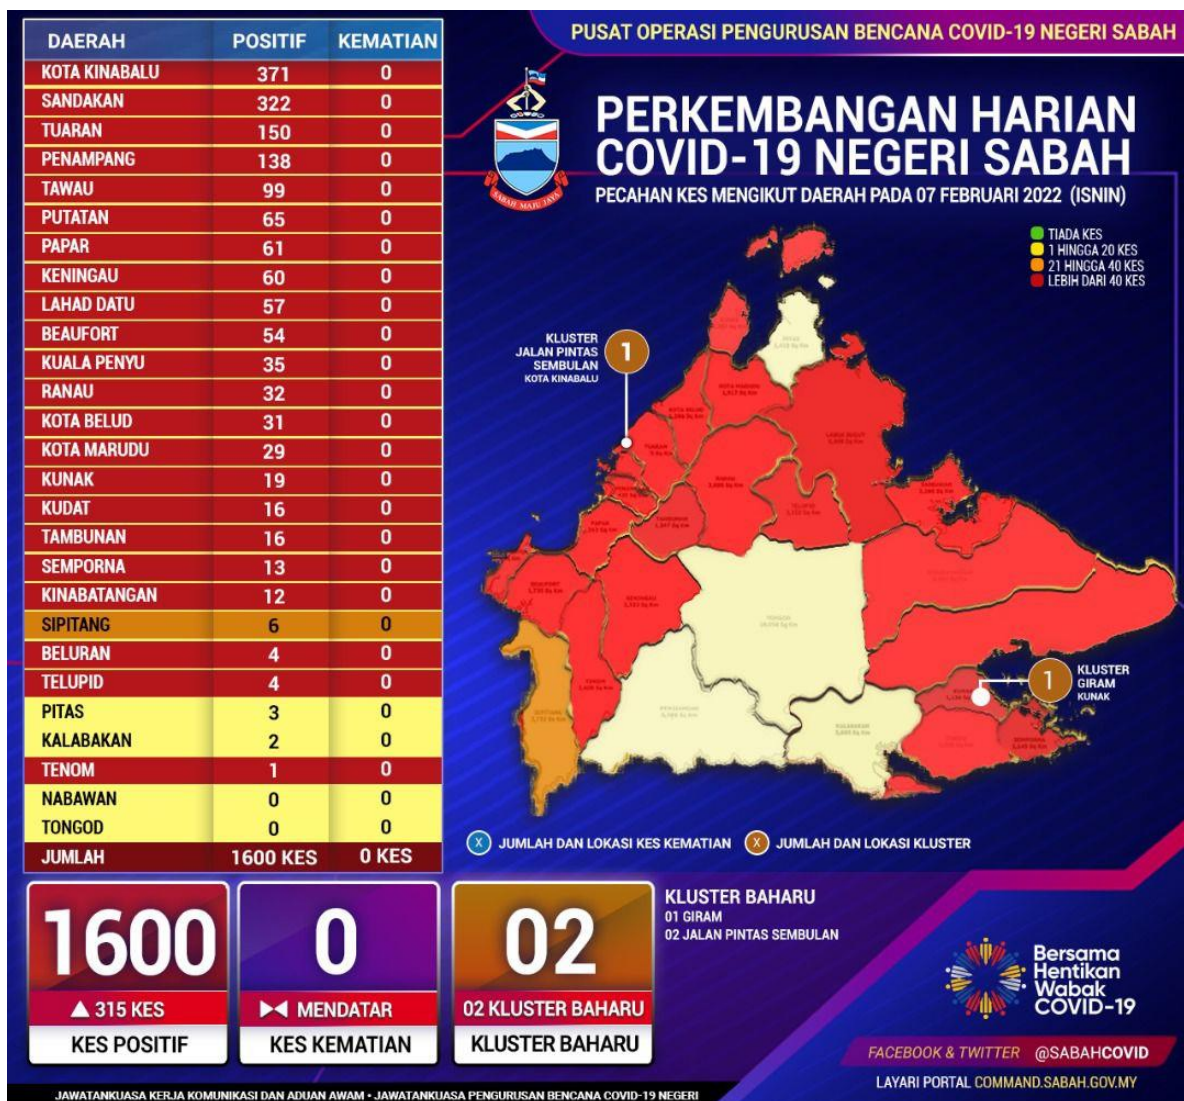 DAERAH POSITIF KEMATIAN
KOTA KINABALU 371 0
SANDAKAN 322 0
TUARAN 150 0
PENAMPANG 138 0
TAWAU 99 0
PUTATAN 65 0
PAPAR 61 0
KENINGAU 60 0
LAHAD DATU 57 0
BEAUFORT 54 0
KUALA PENYU 35 0
RANAU 32 0
KOTA BELUD 31 0
KOTA MARUDU 29 0
KUNAK 19 0
KUDAT 16 0
TAMBUNAN 16 0
SEMPORNA 13 0
KINABATANGAN 12 0
SIPITANG 6 0
BELURAN 4 0
TELUPID 4 0
PITAS 3 0
KALABAKAN 2 0
TENOM 1 0
NABAWAN 0 0
TONGOD 0 0
JUMLAH 1600 KES 0 KES
PUSAT OPERASI PENGURUSAN BENCANA COVID-19 NEGERI SABAH
SABAH MAJU JAYA
PERKEMBANGAN HARIAN
COVID-19 NEGERI SABAH
PECAHAN KES MENGIKUT DAERAH PADA 07 FEBRUARI 2022 (ISNIN)
TIADA KES
1 HINGGA 20 KES
21 HINGGA 40 KES
LEBIH DARI 40 KES
KLUSTER
JALAN PINTAS
SEMBULAN
KOTA KINABALU
1
1
KLUSTER
GIRAM
KUNAK
X JUMLAH DAN LOKASI KES KEMATIAN
X JUMLAH DAN LOKASI KLUSTER
1600
▲ 315 KES
KES POSITIF
0
MENDATAR
KES KEMATIAN
02
02 KLUSTER BAHARU
KLUSTER BAHARU
KLUSTER BAHARU
01 GIRAM
02 JALAN PINTAS SEMBULAN
Bersama
Hentikan
Wabak
COVID-19
FACEBOOK & TWITTER @SABAHCOVID
LAYARI PORTAL COMMAND.SABAH.GOV.MY
JAWATANKUASA KERJA KOMUNIKASI DAN ADUAN AWAM • JAWATANKUASA PENGURUSAN BENCANA COVID-19 NEGERI